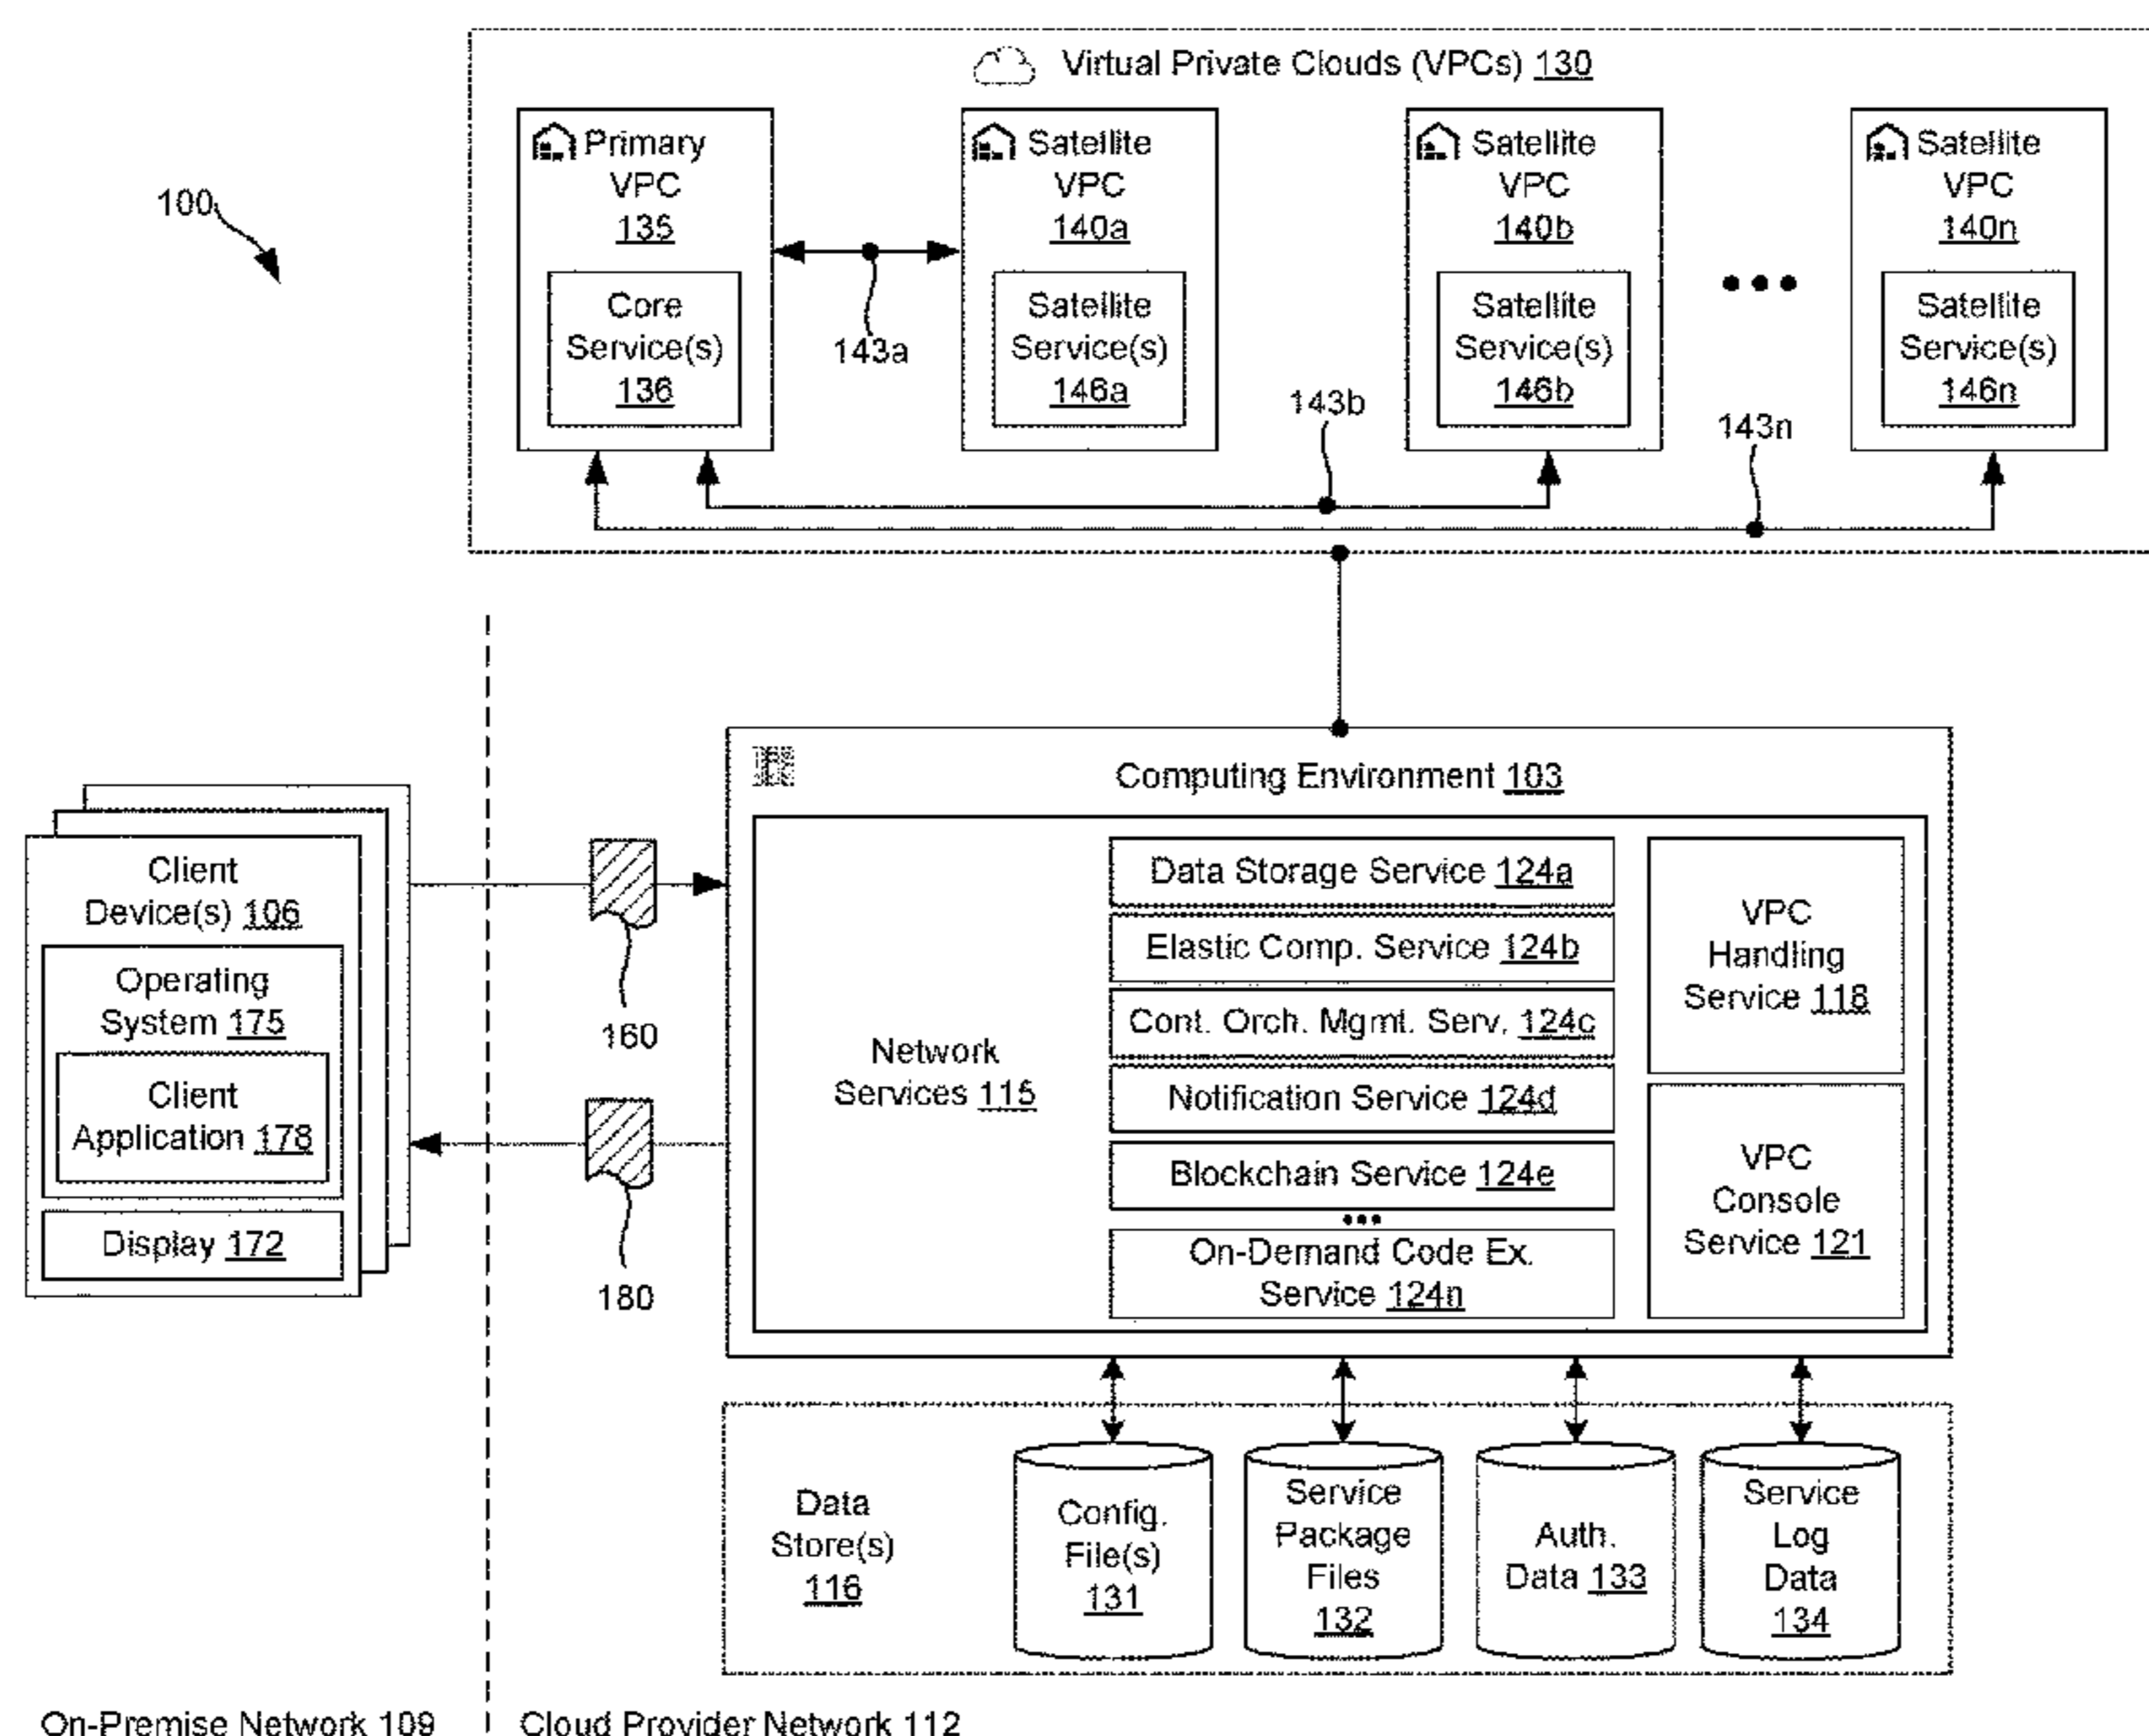 Virtual Private Clouds (VPCs) 130
Primary
VPC
135
Core
Service(s)
136
Satellite
VPC
140a
Satellite
Service(s)
146a
Satellite
VPC
140b
Satellite
Service(s)
146b
Satellite
VPC
140n
Satellite
Service(s)
146n
100
143a
143b
143n
Client
Device(s) 106
Operating
System 175
Client
Application 178
Display 172
160
180
Computing Environment 103
Network
Services 115
Data Storage Service 124a
Elastic Comp. Service 124b
Cont. Orch. Mgmt. Serv. 124c
Notification Service 124d
Blockchain Service 124e
•••
On-Demand Code Ex.
Service 124n
VPC
Handling
Service 118
VPC
Console
Service 121
Data
Store(s)
116
Config.
File(s)
131
Service
Package
Files
132
Auth.
Data 133
Service
Log
Data
134
On-Premise Network 109
Cloud Provider Network 112